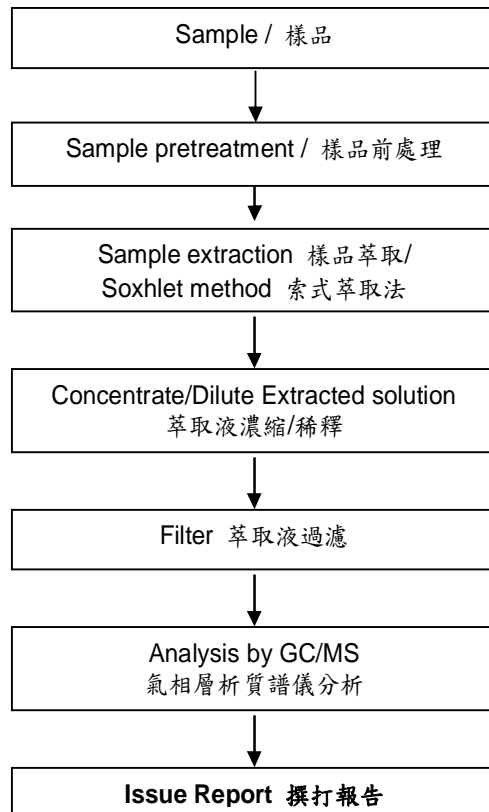 Sample / 樣品
Sample pretreatment / 樣品前處理
Sample extraction 樣品萃取/
Soxhlet method 索式萃取法
Concentrate/Dilute Extracted solution
萃取液濃縮/稀釋
Filter 萃取液過濾
Analysis by GC/MS
氣相層析質譜儀分析
Issue Report 撰打報告